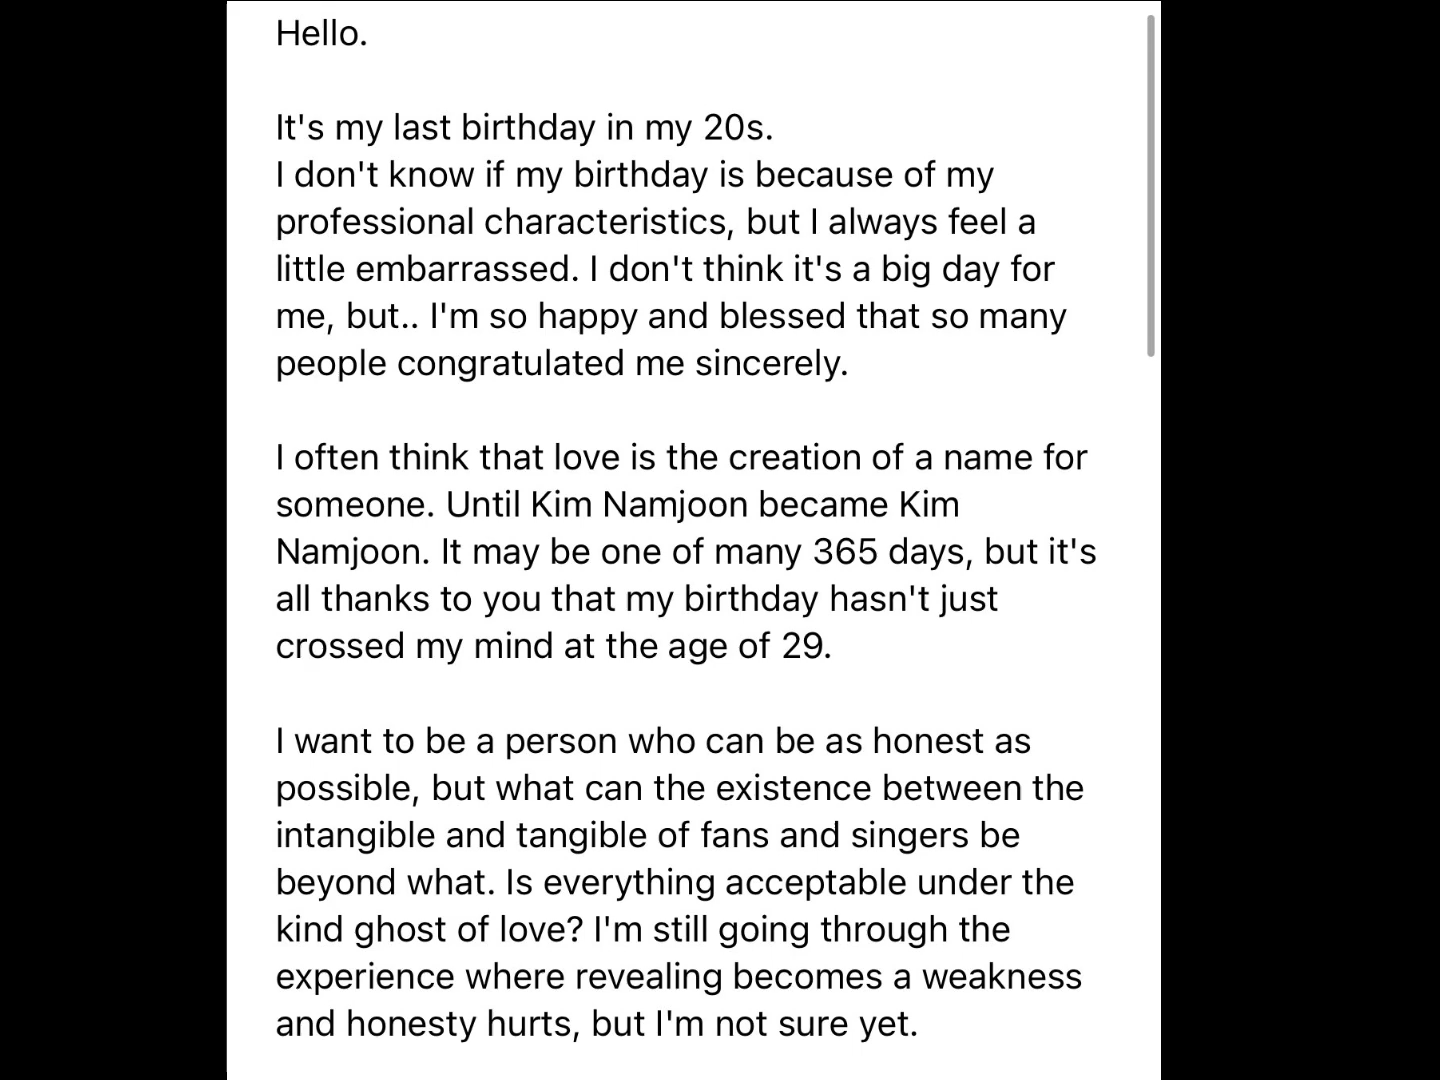 Hello.
It's my last birthday in my 20s.
I don't know if my birthday is because of my
professional characteristics, but I always feel a
little embarrassed. I don't think it's a big day for
me, but.. I'm so happy and blessed that so many
people congratulated me sincerely.
I often think that love is the creation of a name for
someone. Until Kim Namjoon became Kim
Namjoon. It may be one of many 365 days, but it's
all thanks to you that my birthday hasn't just
crossed my mind at the age of 29.
I want to be a person who can be as honest as
possible, but what can the existence between the
intangible and tangible of fans and singers be
beyond what. Is everything acceptable under the
kind ghost of love? I'm still going through the
experience where revealing becomes a weakness
and honesty hurts, but I'm not sure yet.